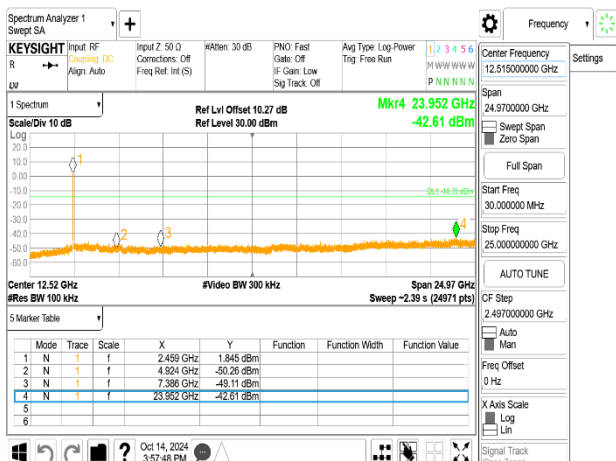 Spectrum Analyzer 1
Swept SA
Frequency
KEYSIGHT
R
Input: RF
Coupling: DC
Align: Auto
Input Z: 50 Ω
Corrections: Off
Freq Ref: Int (S)
#Atten: 30 dB
PNO: Fast
Gate: Off
IF Gain: Low
Sig Track: Off
Avg Type: Log-Power
Trig: Free Run
1 2 3 4 5 6
M W W W W W
P N N N N N
1 Spectrum
Scale/Div 10 dB
Ref Lvl Offset 10.27 dB
Ref Level 30.00 dBm
Mkr4 23.952 GHz
-42.61 dBm
Log
20.0
10.0
0.00
-10.0
-20.0
-30.0
-40.0
-50.0
-60.0
1
2
3
4
Center 12.52 GHz
#Res BW 100 kHz
#Video BW 300 kHz
Span 24.97 GHz
Sweep ~2.39 s (24971 pts)
5 Marker Table
Mode Trace Scale X Y Function Function Width Function Value
1 N 1 f 2.459 GHz 1.845 dBm
2 N 1 f 4.924 GHz -50.26 dBm
3 N 1 f 7.386 GHz -49.11 dBm
4 N 1 f 23.952 GHz -42.61 dBm
5
6
Oct 14, 2024
3:57:48 PM
?
Settings
Center Frequency
12.515000000 GHz
Span
24.9700000 GHz
Swept Span
Zero Span
Full Span
Start Freq
30.000000 MHz
Stop Freq
25.000000000 GHz
AUTO TUNE
CF Step
2.497000000 GHz
Auto
Man
Freq Offset
0 Hz
X Axis Scale
Log
Lin
Signal Track